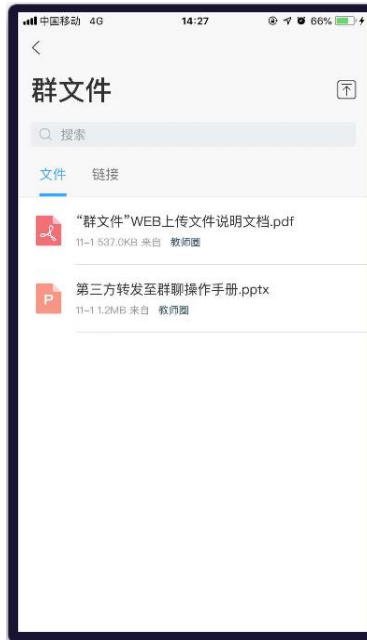 中国移动 4G 14:27 66%
群文件
搜索
文件 链接
“群文件”WEB上传文件说明文档.pdf
11-1 537.0KB 来自 教师圈
第三方转发至群聊操作手册.pptx
P
11-1 1.2MB 来自 教师圈